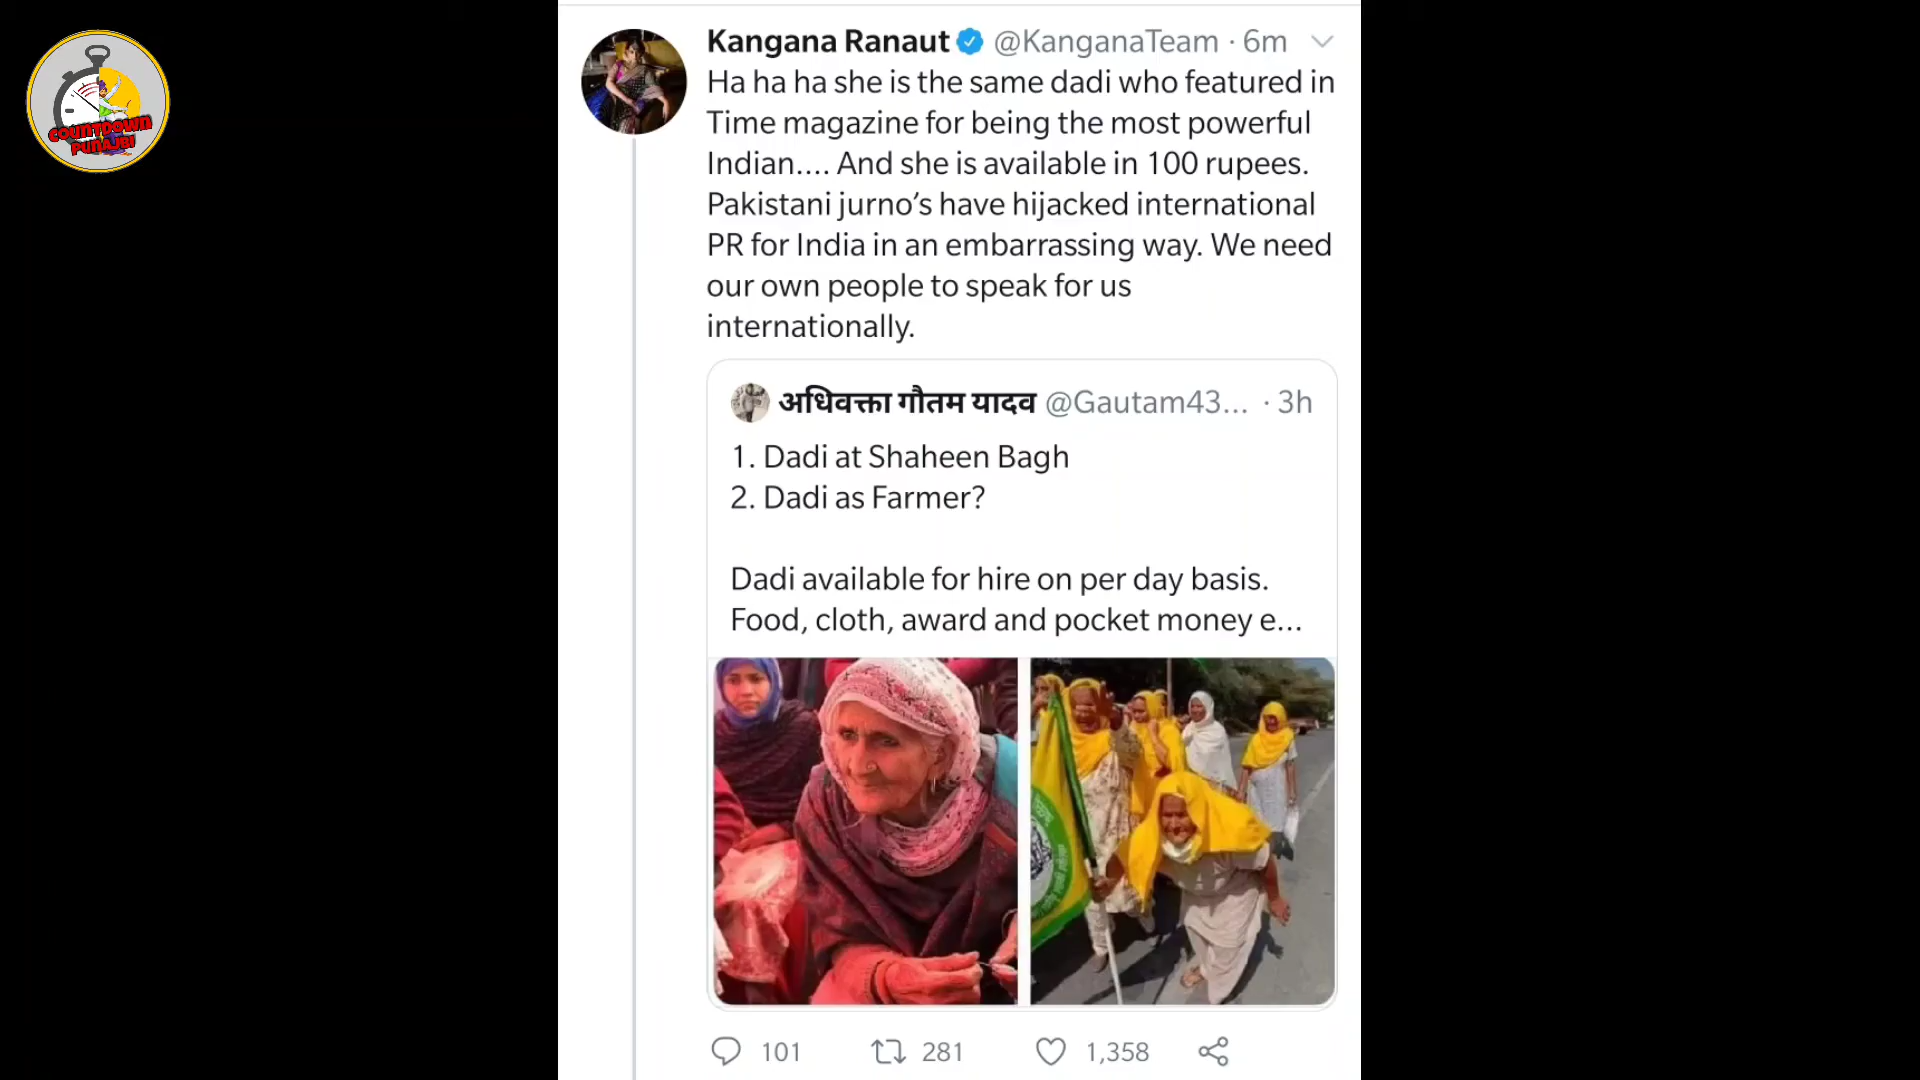 COUNTDOWN
PUNAJBI
Kangana Ranaut @KanganaTeam · 6m
Ha ha ha she is the same dadi who featured in
Time magazine for being the most powerful
Indian.... And she is available in 100 rupees.
Pakistani jurno’s have hijacked international
PR for India in an embarrassing way. We need
our own people to speak for us
internationally.
अधिवक्ता गौतम यादव @Gautam43... · 3h
1. Dadi at Shaheen Bagh
2. Dadi as Farmer?
Dadi available for hire on per day basis.
Food, cloth, award and pocket money e...
101 281 1,358